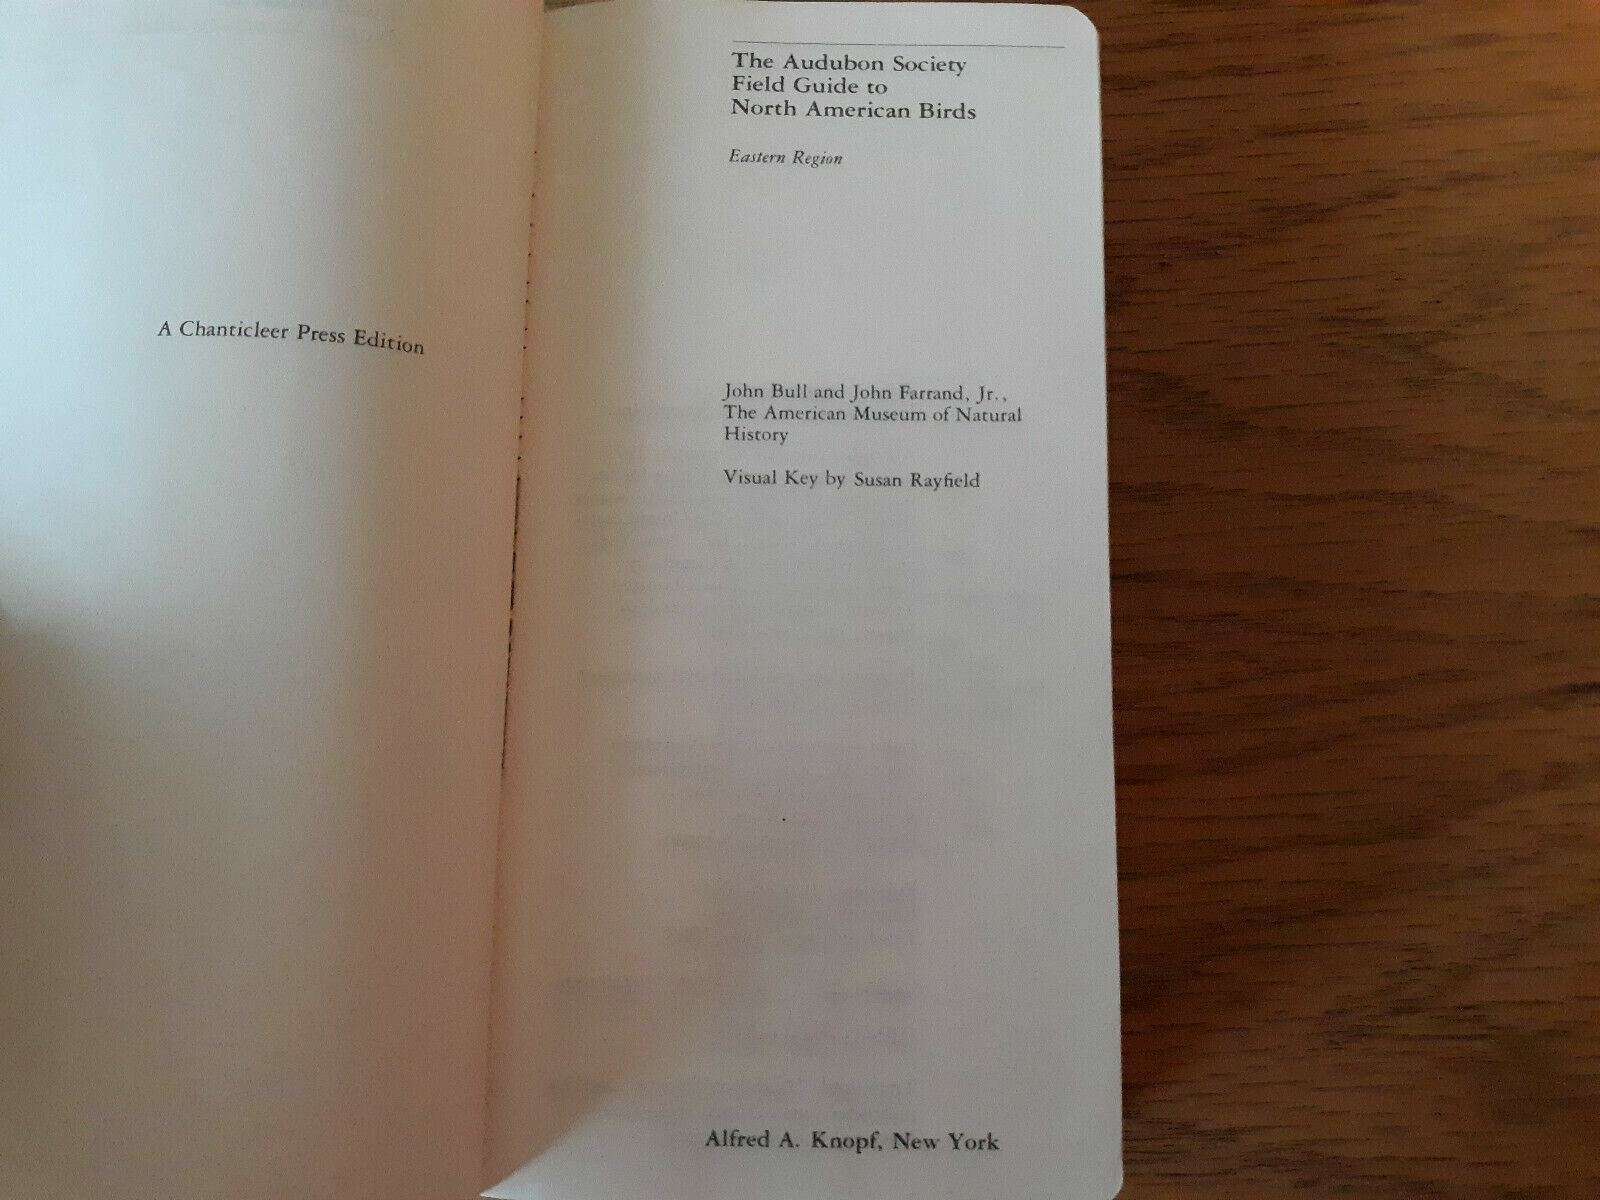 A Chanticleer Press Edition
The Audubon Society
Field Guide to
North American Birds
Eastern Region
John Bull and John Farrand, Jr.,
The American Museum of Natural
History
Visual Key by Susan Rayfield
Alfred A. Knopf, New York